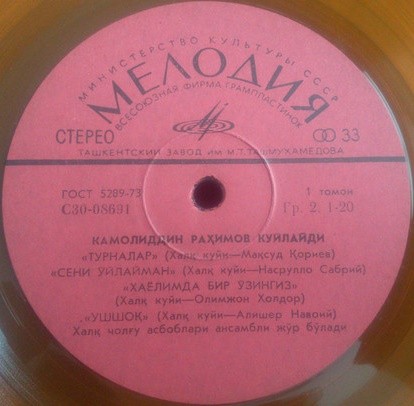 МИНИСТЕРСТВО КУЛЬТУРЫ СССР
МЕЛОДИЯ
ВСЕСОЮЗНАЯ ФИРМА ГРАМПЛАСТИНОК
СТЕРЕО
33
ТАШКЕНТСКИЙ ЗАВОД ИМ М.Т.ТАШМУХАМЕДОВА
ГОСТ 5289-73
1 томон
С30-08691
Гр. 2. 1-20
КАМОЛИДДИН РАҲИМОВ КУЙЛАЙДИ
«ТУРНАЛАР» (Халқ куйи—Мақсуд Қориев)
«СЕНИ ЎЙЛАЙМАН» (Халқ куйи—Насрулло Сабрий)
«ХАЁЛИМДА БИР ЎЗИНГИЗ»
(Халқ куйи—Олимжон Холдор)
«УШШОҚ» (Халқ куйи—Алишер Навоий)
Халқ чолғу асбоблари ансамбли жўр бўлади